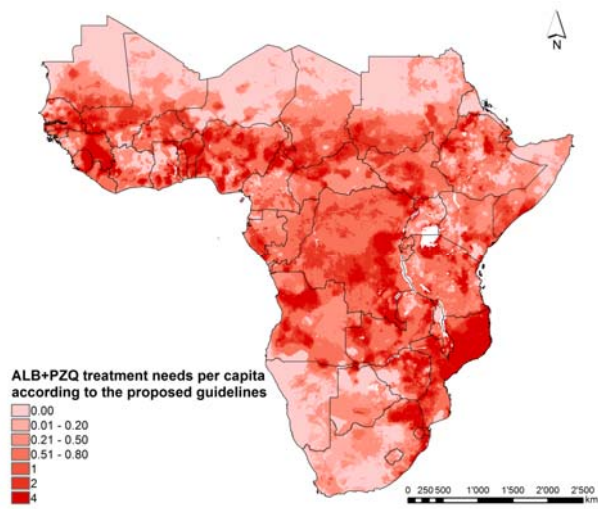 N
ALB+PZQ treatment needs per capita
according to the proposed guidelines
0.00
0.01 - 0.20
0.21 - 0.50
0.51 - 0.80
1
2
4
0 250 500 1'000 1'500 2'000 2'500
km